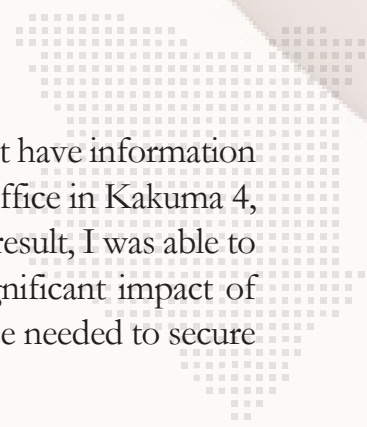 t have information
ffice in Kakuma 4,
result, I was able to
gnificant impact of
e needed to secure